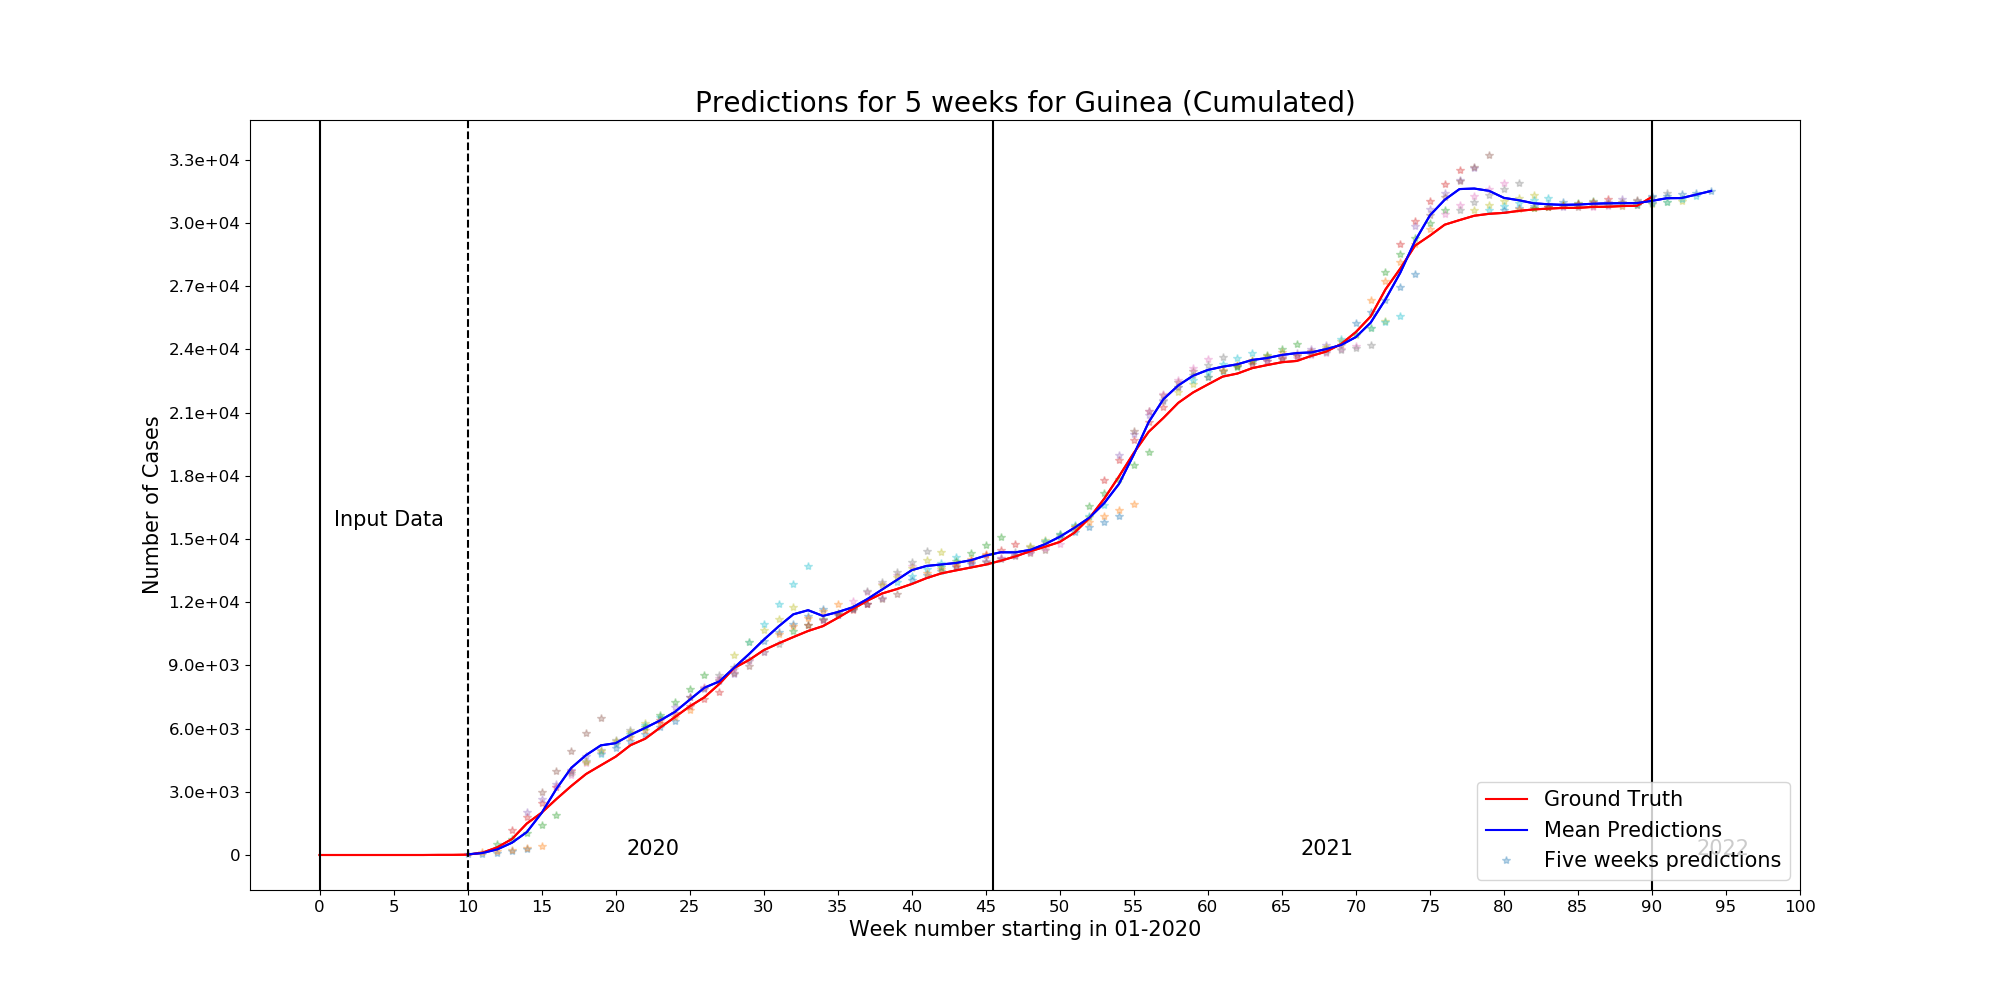 Predictions for 5 weeks for Guinea (Cumulated)
Number of Cases
3.3e+04
3.0e+04
2.7e+04
2.4e+04
2.1e+04
1.8e+04
1.5e+04
1.2e+04
9.0e+03
6.0e+03
3.0e+03
0
Input Data
2020
2021
2022
Ground Truth
Mean Predictions
Five weeks predictions
0 5 10 15 20 25 30 35 40 45 50 55 60 65 70 75 80 85 90 95 100
Week number starting in 01-2020